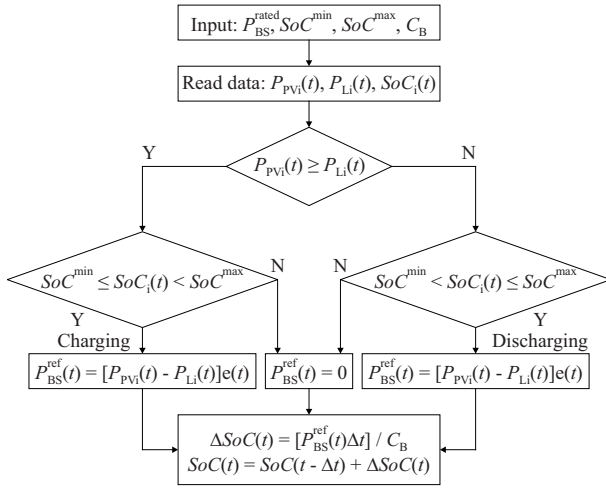 Input: P_BS^rated, SoC^min, SoC^max, C_B
Read data: P_PVi(t), P_Li(t), SoC_i(t)
Y
N
P_PVi(t) ≥ P_Li(t)
SoC^min ≤ SoC_i(t) < SoC^max
N
N
SoC^min < SoC_i(t) ≤ SoC^max
Y
Charging
Y
Discharging
P_BS^ref(t) = [P_PVi(t) - P_Li(t)]e(t)
P_BS^ref(t) = 0
P_BS^ref(t) = [P_PVi(t) - P_Li(t)]e(t)
ΔSoC(t) = [P_BS^ref(t)Δt] / C_B
SoC(t) = SoC(t - Δt) + ΔSoC(t)